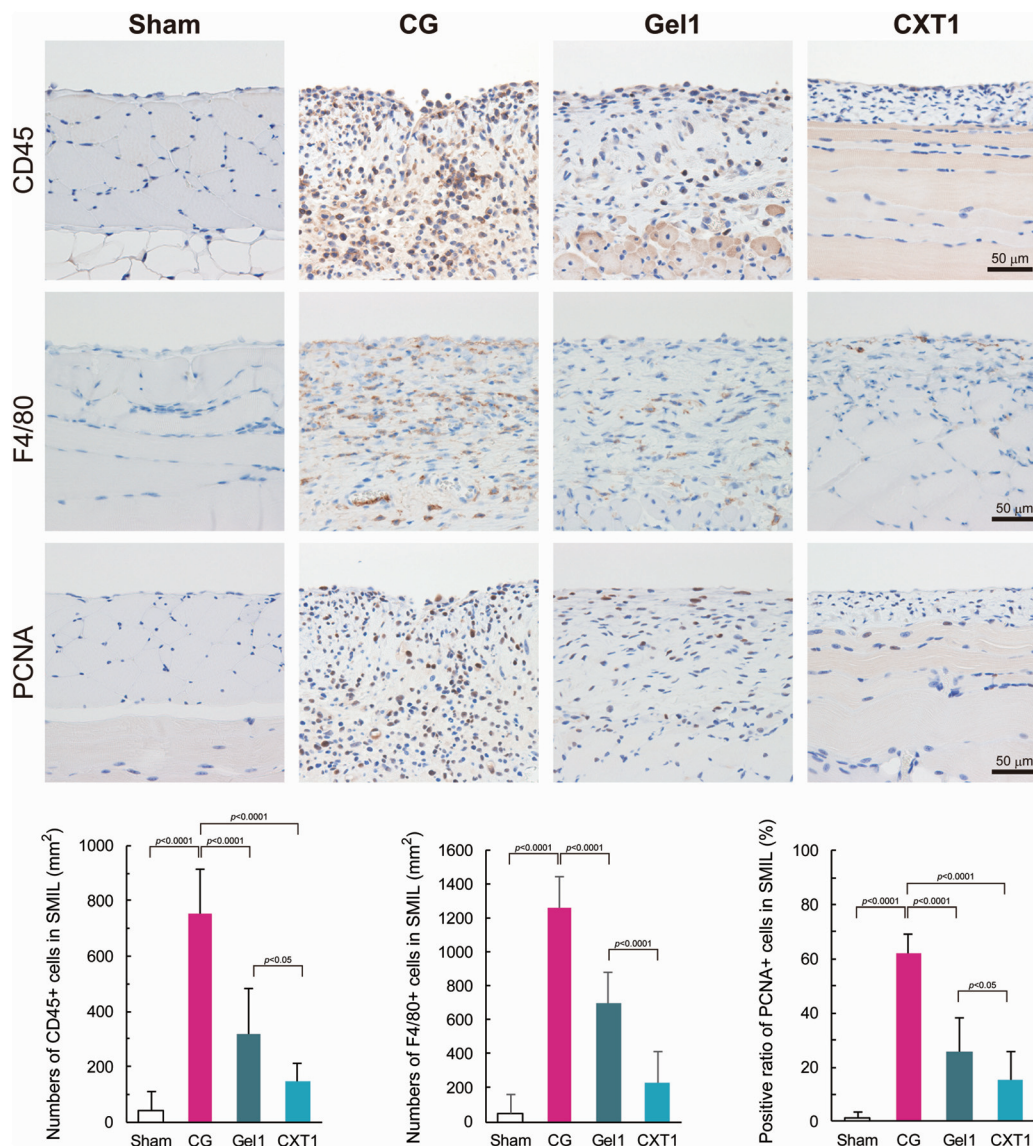 Sham CG Gel1 CXT1
CD45
50 μm
F4/80
50 μm
PCNA
50 μm
Numbers of CD45+ cells in SMIL (mm²)
1000
800
600
400
200
0
p<0.0001
p<0.0001 p<0.0001
p<0.05
Sham CG Gel1 CXT1
Numbers of F4/80+ cells in SMIL (mm²)
1600
1400
1200
1000
800
600
400
200
0
p<0.0001 p<0.0001
p<0.0001
Sham CG Gel1 CXT1
Positive ratio of PCNA+ cells in SMIL (%)
100
80
60
40
20
0
p<0.0001
p<0.0001 p<0.0001
p<0.05
Sham CG Gel1 CXT1